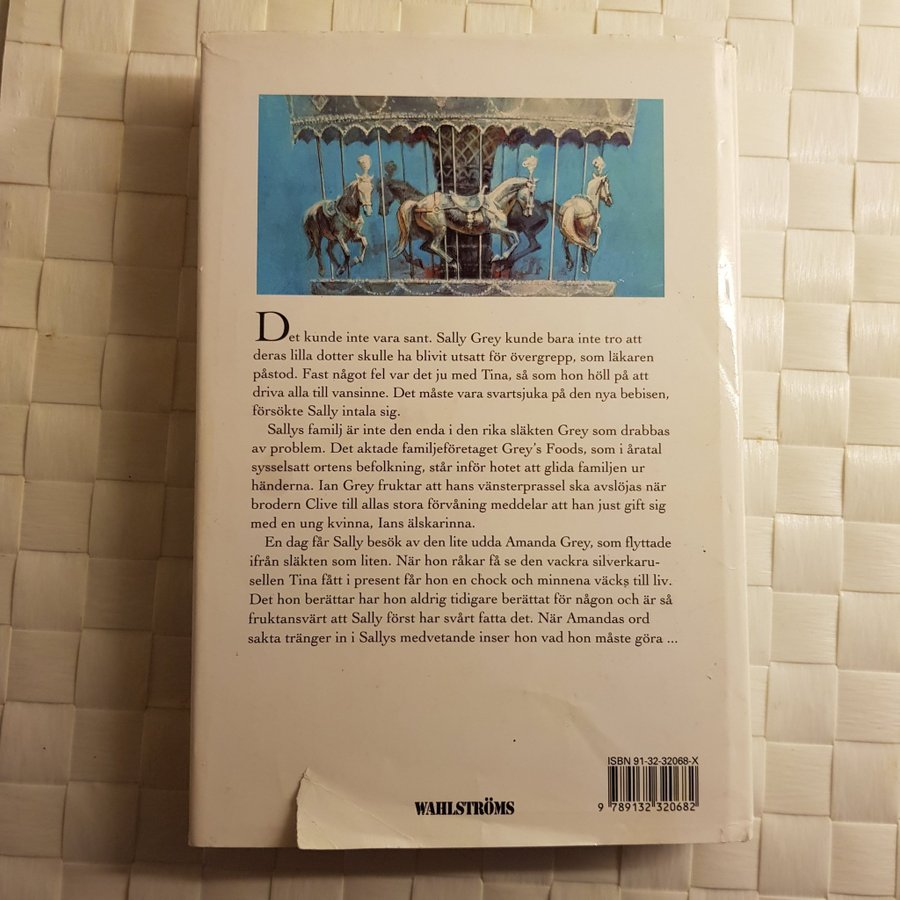 Det kunde inte vara sant. Sally Grey kunde bara inte tro att
deras lilla dotter skulle ha blivit utsatt för övergrepp, som läkaren
påstod. Fast något fel var det ju med Tina, så som hon höll på att
driva alla till vansinne. Det måste vara svartsjuka på den nya bebisen,
försökte Sally intala sig.
Sallys familj är inte den enda i den rika släkten Grey som drabbas
av problem. Det aktade familjeföretaget Grey's Foods, som i åratal
sysselsatt ortens befolkning, står inför hotet att glida familjen ur
händerna. Ian Grey fruktar att hans vänsterprassel ska avslöjas när
brodern Clive till allas stora förvåning meddelar att han just gift sig
med en ung kvinna, Ians älskarinna.
En dag får Sally besök av den lite udda Amanda Grey, som flyttade
ifrån släkten som liten. När hon råkar få se den vackra silverkaru-
sellen Tina fått i present får hon en chock och minnena väcks till liv.
Det hon berättar har hon aldrig tidigare berättat för någon och är så
fruktansvärt att Sally först har svårt fatta det. När Amandas ord
sakta tränger in i Sallys medvetande inser hon vad hon måste göra ...
ISBN 91-32-32068-X
9 789132 320682
WAHLSTRÖMS